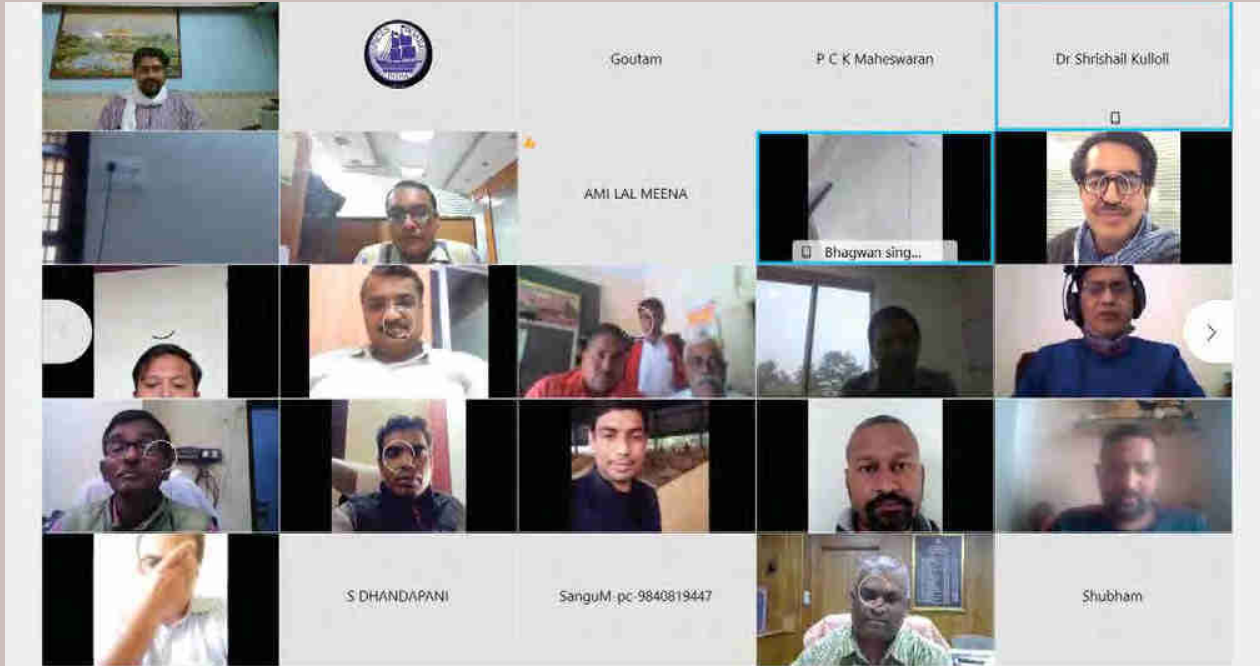 Goutam
P C K Maheswaran
Dr Shrishail Kulloli
AMI LAL MEENA
Bhagwan sing...
S DHANDAPANI
SanguM-pc-9840819447
Shubham